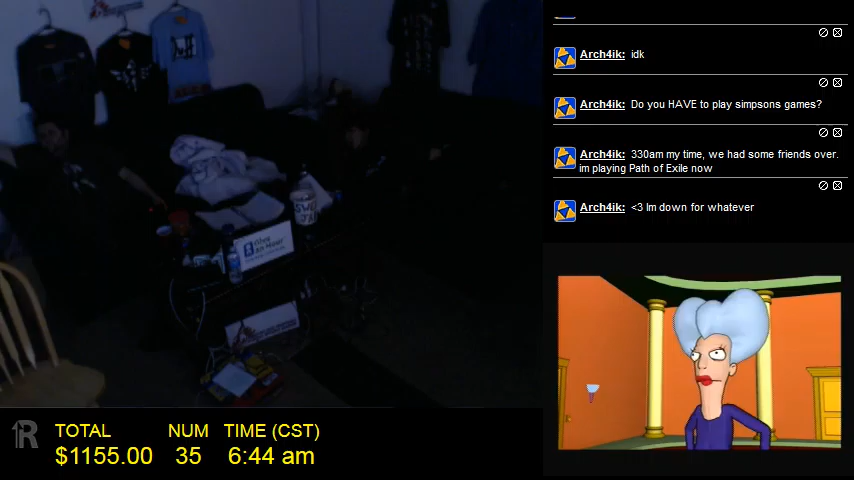 Arch4ik: idk
Arch4ik: Do you HAVE to play simpsons games?
Arch4ik: 330am my time, we had some friends over.
im playing Path of Exile now
Arch4ik: <3 Im down for whatever
TOTAL NUM TIME (CST)
$1155.00 35 6:44 am